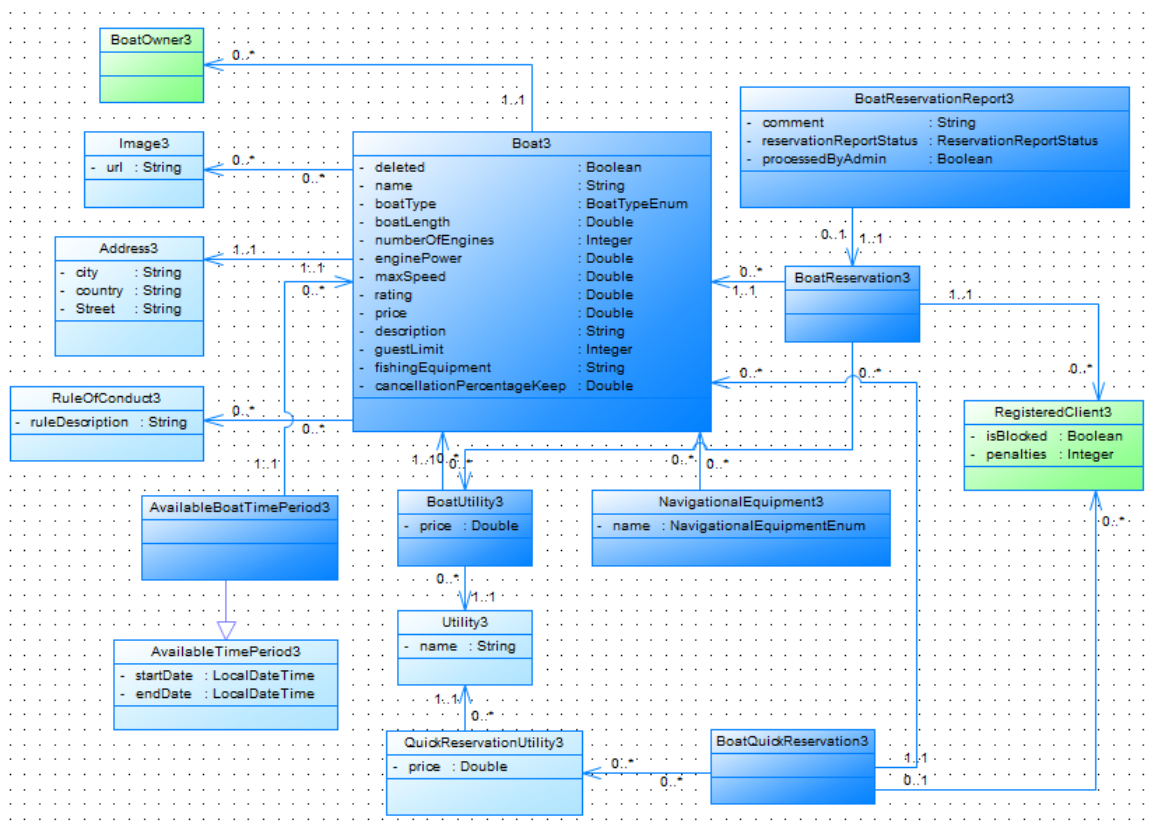 BoatOwner3
0..*
1..1
BoatReservationReport3
- comment : String
- reservationReportStatus : ReservationReportStatus
- processedByAdmin : Boolean
Image3
- url : String
0..*
0..*
Boat3
- deleted : Boolean
- name : String
- boatType : BoatTypeEnum
- boatLength : Double
- numberOfEngines : Integer
- enginePower : Double
- maxSpeed : Double
- rating : Double
- price : Double
- description : String
- guestLimit : Integer
- fishingEquipment : String
- cancellationPercentageKeep : Double
0..1
1..1
Address3
- city : String
- country : String
- Street : String
1..1
1..1
0..*
0..*
1..1
BoatReservation3
1..1
0..*
0..*
0..*
RegisteredClient3
- isBlocked : Boolean
- penalties : Integer
RuleOfConduct3
- ruleDescription : String
0..*
0..*
1..1
1..1
0..*
0..*
0..*
0..*
AvailableBoatTimePeriod3
BoatUtility3
- price : Double
NavigationalEquipment3
- name : NavigationalEquipmentEnum
0..*
0..*
1..1
Utility3
- name : String
AvailableTimePeriod3
- startDate : LocalDateTime
- endDate : LocalDateTime
1..1
0..*
QuickReservationUtility3
- price : Double
0..*
0..*
BoatQuickReservation3
1..1
0..1